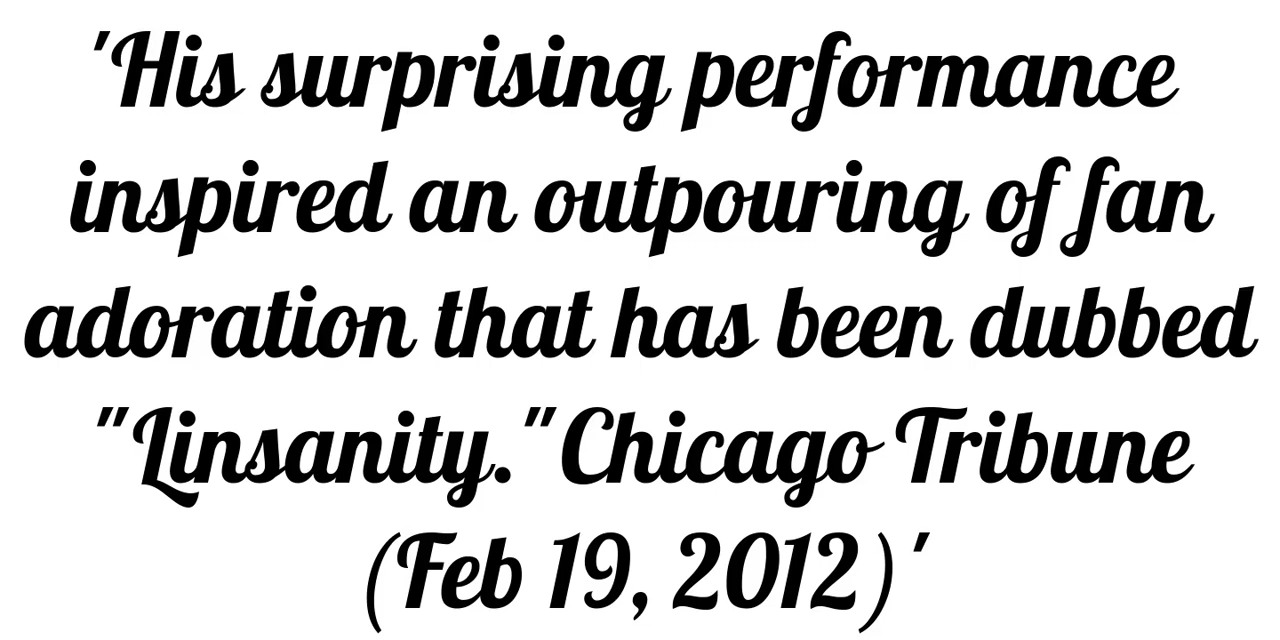 'His surprising performance
inspired an outpouring of fan
adoration that has been dubbed
"Linsanity."Chicago Tribune
(Feb 19, 2012)'